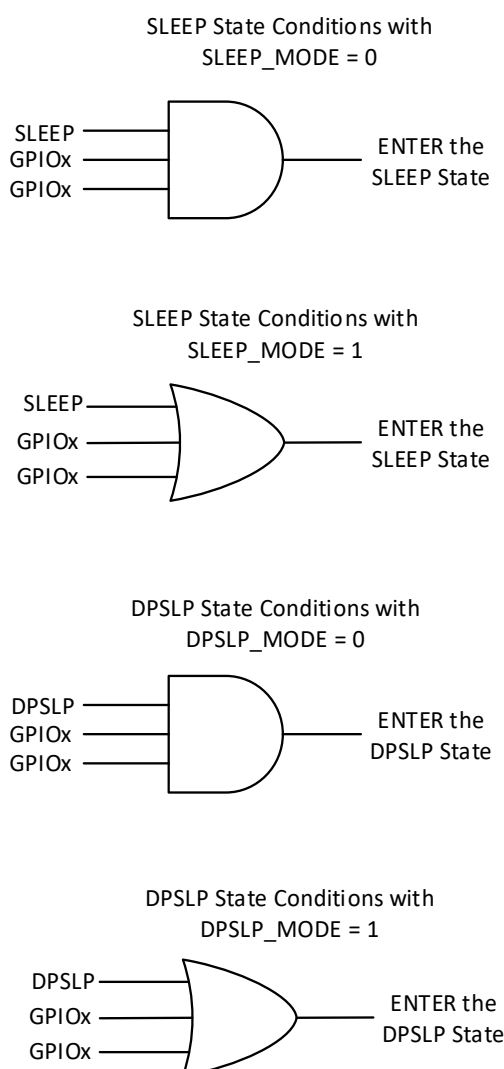 SLEEP State Conditions with
SLEEP_MODE = 0
SLEEP
GPIOx
GPIOx
ENTER the
SLEEP State
SLEEP State Conditions with
SLEEP_MODE = 1
SLEEP
GPIOx
GPIOx
ENTER the
SLEEP State
DPSLP State Conditions with
DPSLP_MODE = 0
DPSLP
GPIOx
GPIOx
ENTER the
DPSLP State
DPSLP State Conditions with
DPSLP_MODE = 1
DPSLP
GPIOx
GPIOx
ENTER the
DPSLP State